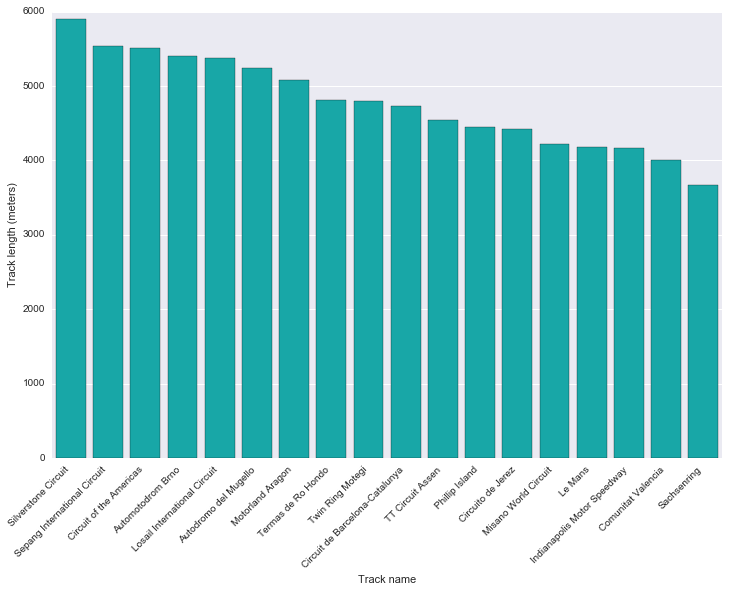 6000
5000
4000
3000
2000
1000
0
Track length (meters)
Silverstone Circuit
Sepang International Circuit
Circuit of the Americas
Automotodrom Brno
Losail International Circuit
Autodromo del Mugello
Motorland Aragon
Termas de Ro Hondo
Twin Ring Motegi
Circuit de Barcelona-Catalunya
TT Circuit Assen
Phillip Island
Circuito de Jerez
Misano World Circuit
Le Mans
Indianapolis Motor Speedway
Comunitat Valencia
Sachsenring
Track name